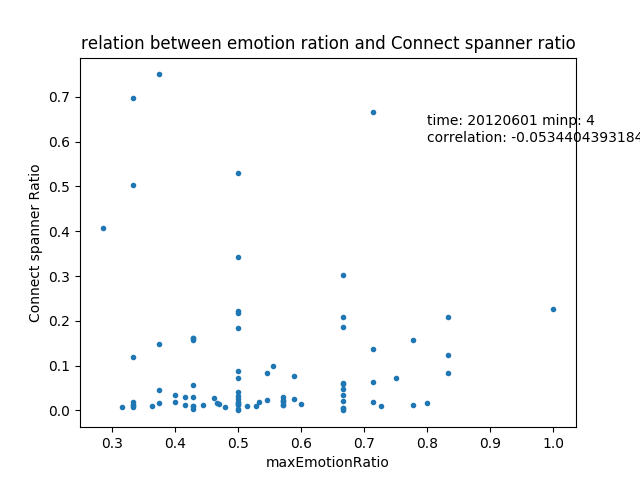 relation between emotion ration and Connect spanner ratio
time: 20120601 minp: 4
correlation: -0.0534404393184
Connect spanner Ratio
0.7
0.6
0.5
0.4
0.3
0.2
0.1
0.0
0.3 0.4 0.5 0.6 0.7 0.8 0.9 1.0
maxEmotionRatio